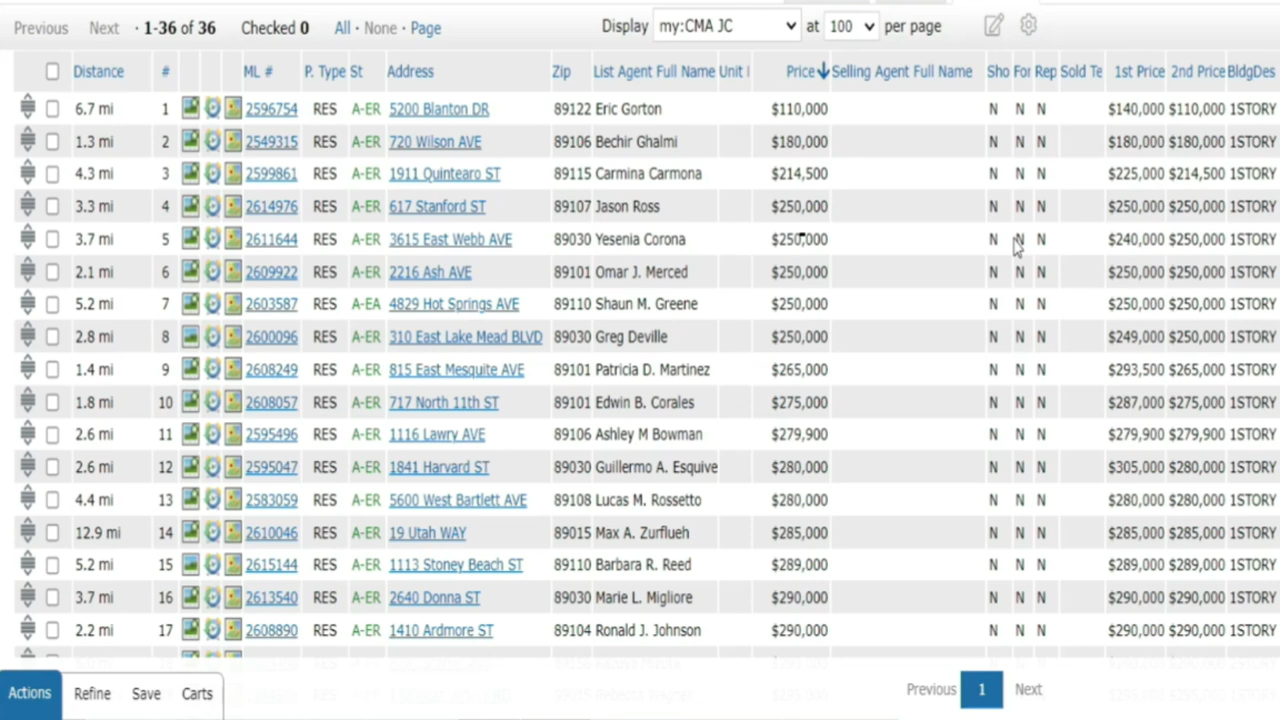 Previous Next · 1-36 of 36 Checked 0 All · None · Page Display my:CMA JC at 100 per page
Distance # ML # P. Type St Address Zip List Agent Full Name Unit Price Selling Agent Full Name Sho For Rep Sold Te 1st Price 2nd Price BldgDes
6.7 mi 1 2596754 RES A-ER 5200 Blanton DR 89122 Eric Gorton $110,000 N N N $140,000 $110,000 1STORY
1.3 mi 2 2549315 RES A-ER 720 Wilson AVE 89106 Bechir Ghalmi $180,000 N N N $180,000 $180,000 1STORY
4.3 mi 3 2599861 RES A-ER 1911 Quintearo ST 89115 Carmina Carmona $214,500 N N N $225,000 $214,500 1STORY
3.3 mi 4 2614976 RES A-ER 617 Stanford ST 89107 Jason Ross $250,000 N N N $250,000 $250,000 1STORY
3.7 mi 5 2611644 RES A-ER 3615 East Webb AVE 89030 Yesenia Corona $250,000 N N N $240,000 $250,000 1STORY
2.1 mi 6 2609922 RES A-ER 2216 Ash AVE 89101 Omar J. Merced $250,000 N N N $250,000 $250,000 1STORY
5.2 mi 7 2603587 RES A-EA 4829 Hot Springs AVE 89110 Shaun M. Greene $250,000 N N N $250,000 $250,000 1STORY
2.8 mi 8 2600096 RES A-ER 310 East Lake Mead BLVD 89030 Greg Deville $250,000 N N N $249,000 $250,000 1STORY
1.4 mi 9 2608249 RES A-ER 815 East Mesquite AVE 89101 Patricia D. Martinez $265,000 N N N $293,500 $265,000 1STORY
1.8 mi 10 2608057 RES A-ER 717 North 11th ST 89101 Edwin B. Corales $275,000 N N N $287,000 $275,000 1STORY
2.6 mi 11 2595496 RES A-ER 1116 Lawry AVE 89106 Ashley M Bowman $279,900 N N N $279,900 $279,900 1STORY
2.6 mi 12 2595047 RES A-ER 1841 Harvard ST 89030 Guillermo A. Esquive $280,000 N N N $305,000 $280,000 1STORY
4.4 mi 13 2583059 RES A-ER 5600 West Bartlett AVE 89108 Lucas M. Rossetto $280,000 N N N $280,000 $280,000 1STORY
12.9 mi 14 2610046 RES A-ER 19 Utah WAY 89015 Max A. Zurflueh $285,000 N N N $285,000 $285,000 1STORY
5.2 mi 15 2615144 RES A-ER 1113 Stoney Beach ST 89110 Barbara R. Reed $289,000 N N N $289,000 $289,000 1STORY
3.7 mi 16 2613540 RES A-ER 2640 Donna ST 89030 Marie L. Migliore $290,000 N N N $290,000 $290,000 1STORY
2.2 mi 17 2608890 RES A-ER 1410 Ardmore ST 89104 Ronald J. Johnson $290,000 N N N $290,000 $290,000 1STORY
Actions Refine Save Carts Previous 1 Next